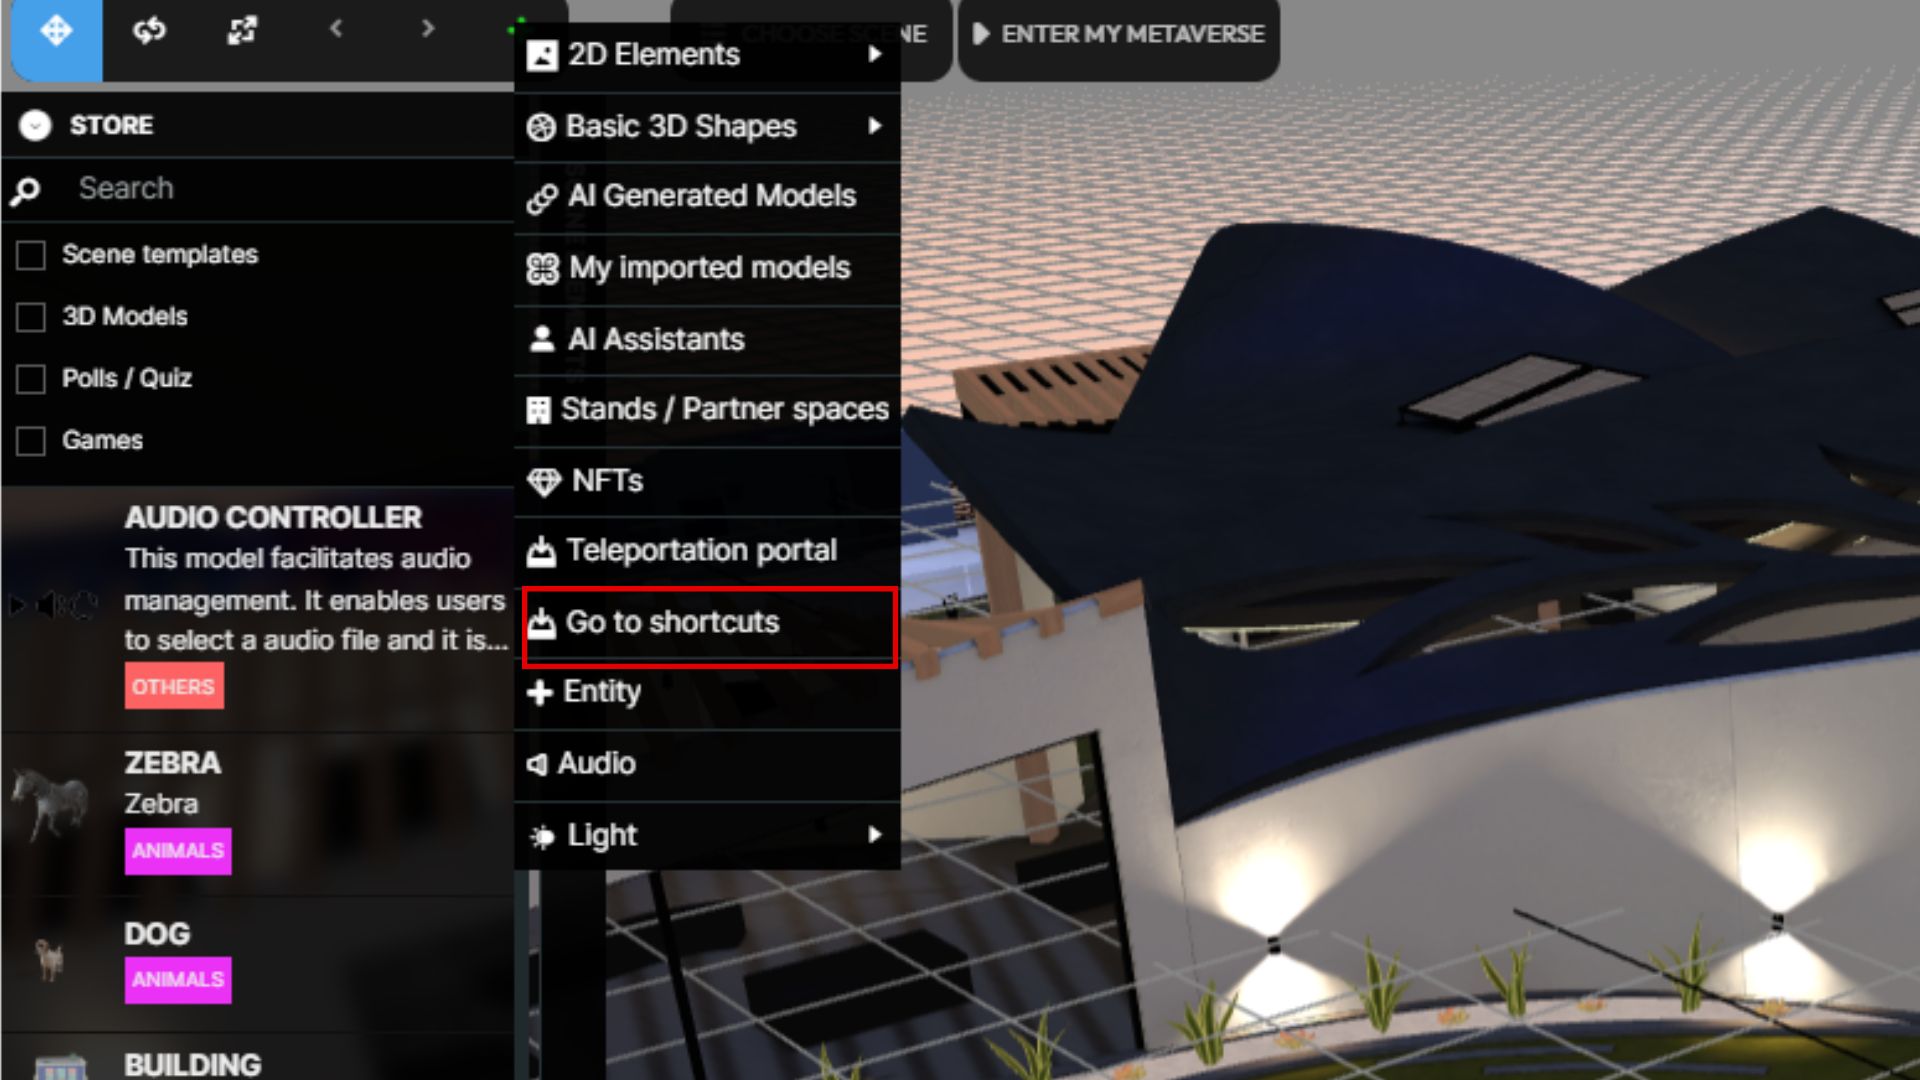 CHOOSE SCENE
ENTER MY METAVERSE
STORE
Search
Scene templates
3D Models
Polls / Quiz
Games
AUDIO CONTROLLER
This model facilitates audio
management. It enables users
to select a audio file and it is...
OTHERS
ZEBRA
Zebra
ANIMALS
DOG
ANIMALS
BUILDING
2D Elements
Basic 3D Shapes
AI Generated Models
My imported models
AI Assistants
Stands / Partner spaces
NFTs
Teleportation portal
Go to shortcuts
Entity
Audio
Light